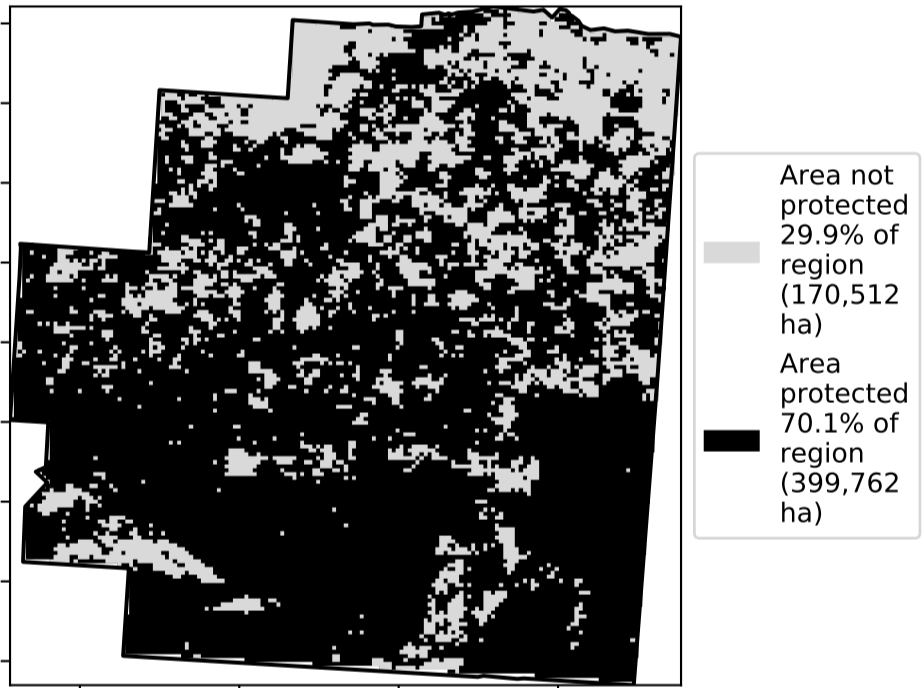 Area not
protected
29.9% of
region
(170,512
ha)
Area
protected
70.1% of
region
(399,762
ha)